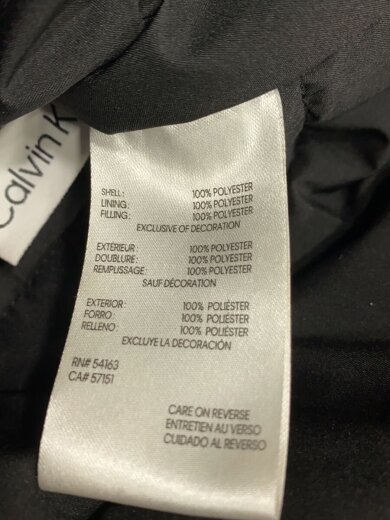 Calvin K
SHELL: 100% POLYESTER
LINING: 100% POLYESTER
FILLING: 100% POLYESTER
EXCLUSIVE OF DECORATION
EXTÉRIEUR: 100% POLYESTER
DOUBLURE: 100% POLYESTER
REMPLISSAGE: 100% POLYESTER
SAUF DÉCORATION
EXTERIOR: 100% POLIÉSTER
FORRO: 100% POLIÉSTER
RELLENO: 100% POLIÉSTER
EXCLUYE LA DECORACIÓN
RN# 54163
CA# 57151
CARE ON REVERSE
ENTRETIEN AU VERSO
CUIDADO AL REVERSO